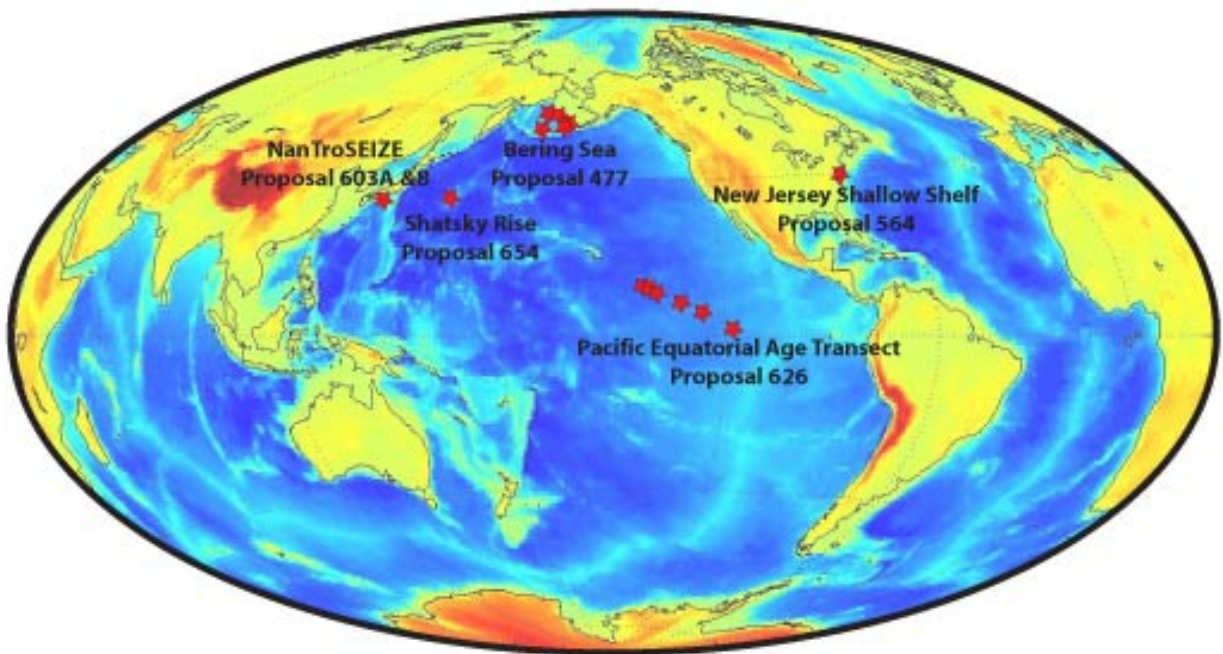 NanTroSEIZE
Proposal 603A &B
Bering Sea
Proposal 477
New Jersey Shallow Shelf
Proposal 564
Shatsky Rise
Proposal 654
Pacific Equatorial Age Transect
Proposal 626